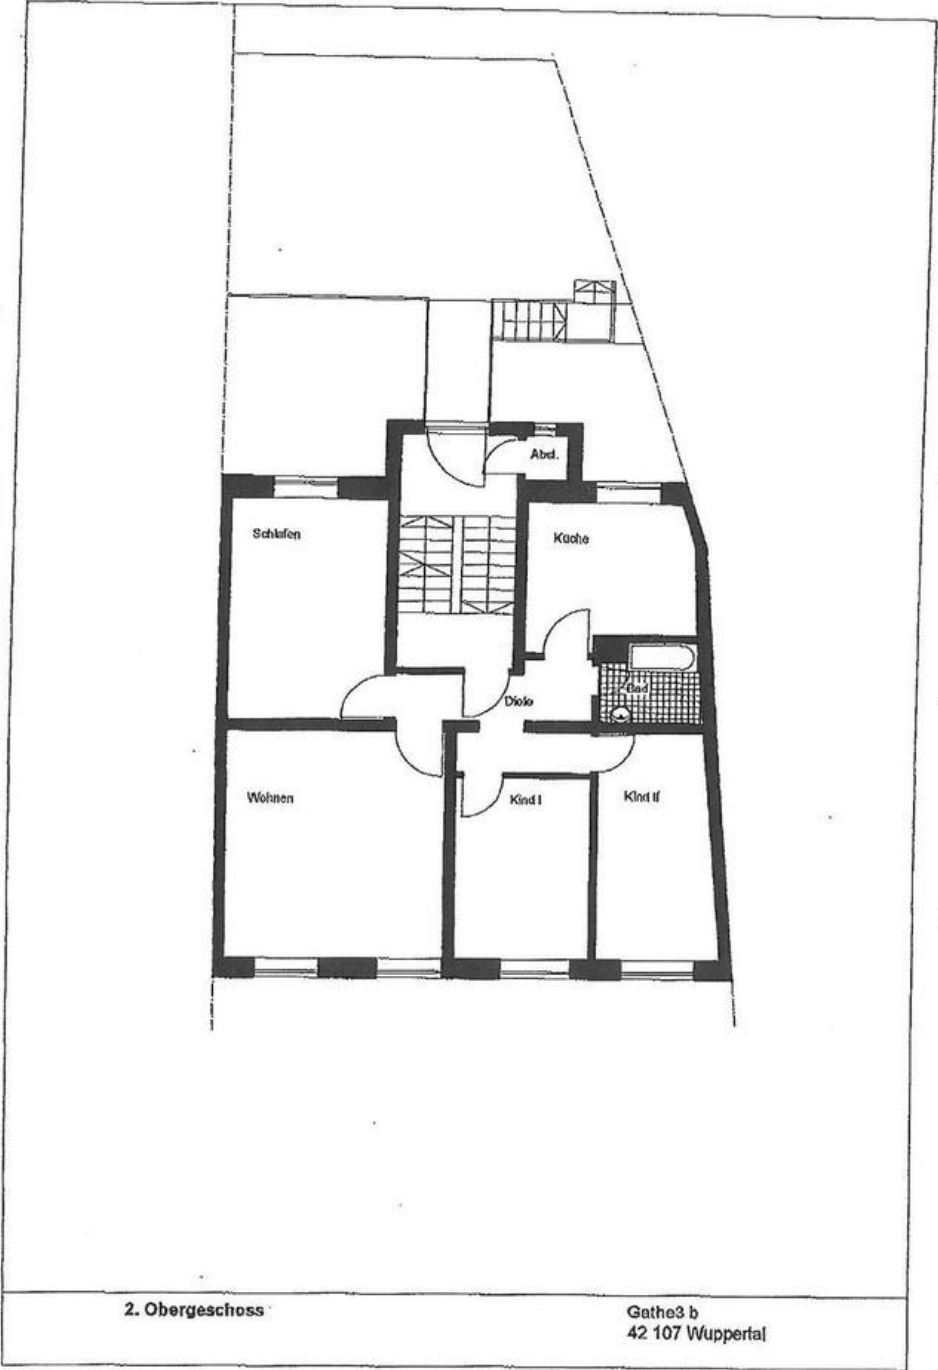 Abst.
Schlafen
Küche
Bad
Diele
Wohnen
Kind I
Kind II
2. Obergeschoss
Gathe3 b
42 107 Wuppertal